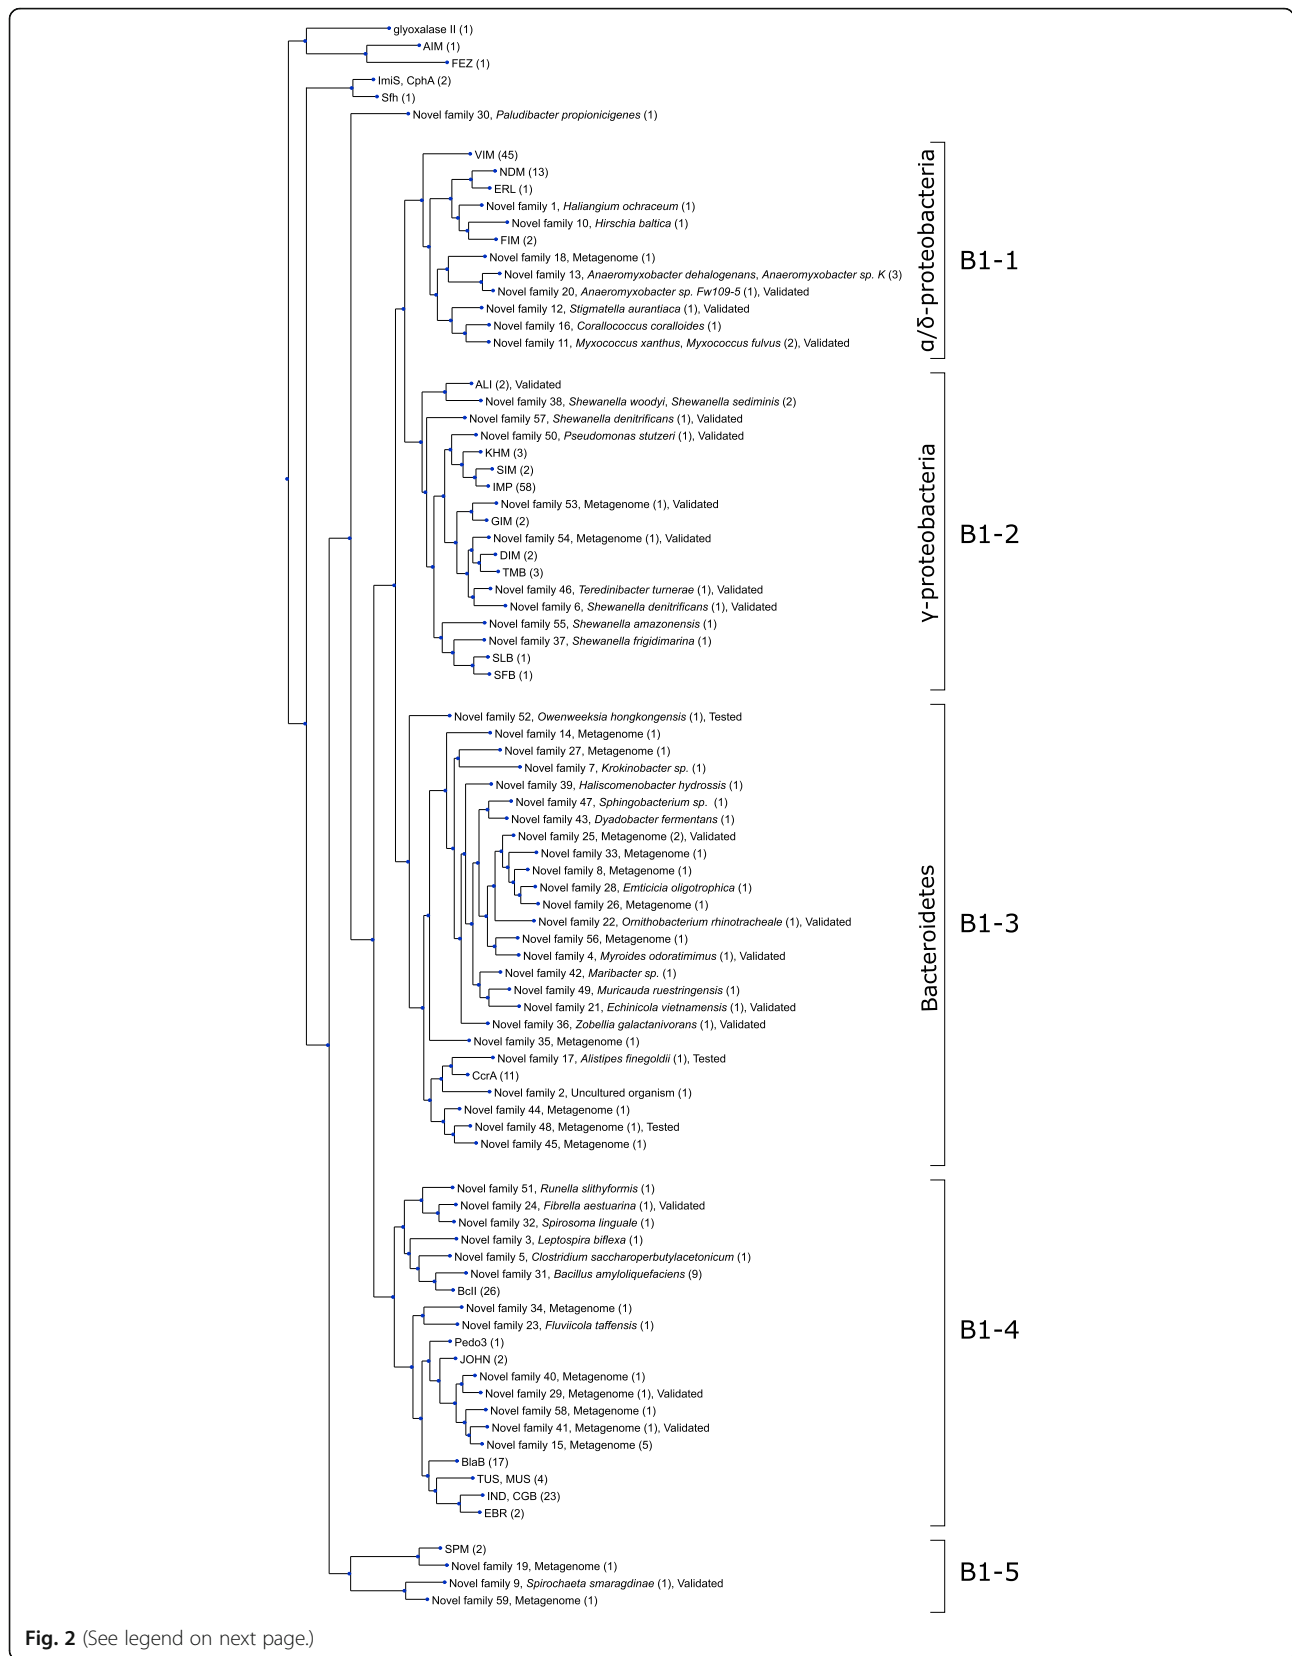 glyoxalase II (1)
AIM (1)
FEZ (1)
ImiS, CphA (2)
Sfh (1)
Novel family 30, Paludibacter propionicigenes (1)
VIM (45)
NDM (13)
ERL (1)
Novel family 1, Haliangium ochraceum (1)
Novel family 10, Hirschia baltica (1)
FIM (2)
Novel family 18, Metagenome (1)
Novel family 13, Anaeromyxobacter dehalogenans, Anaeromyxobacter sp. K (3)
Novel family 20, Anaeromyxobacter sp. Fw109-5 (1), Validated
Novel family 12, Stigmatella aurantiaca (1), Validated
Novel family 16, Corallococcus coralloides (1)
Novel family 11, Myxococcus xanthus, Myxococcus fulvus (2), Validated
α/δ-proteobacteria
B1-1
ALI (2), Validated
Novel family 38, Shewanella woodyi, Shewanella sediminis (2)
Novel family 57, Shewanella denitrificans (1), Validated
Novel family 50, Pseudomonas stutzeri (1), Validated
KHM (3)
SIM (2)
IMP (58)
Novel family 53, Metagenome (1), Validated
GIM (2)
Novel family 54, Metagenome (1), Validated
DIM (2)
TMB (3)
Novel family 46, Teredinibacter turnerae (1), Validated
Novel family 6, Shewanella denitrificans (1), Validated
Novel family 55, Shewanella amazonensis (1)
Novel family 37, Shewanella frigidimarina (1)
SLB (1)
SFB (1)
γ-proteobacteria
B1-2
Novel family 52, Owenweeksia hongkongensis (1), Tested
Novel family 14, Metagenome (1)
Novel family 27, Metagenome (1)
Novel family 7, Krokinobacter sp. (1)
Novel family 39, Haliscomenobacter hydrossis (1)
Novel family 47, Sphingobacterium sp. (1)
Novel family 43, Dyadobacter fermentans (1)
Novel family 25, Metagenome (2), Validated
Novel family 33, Metagenome (1)
Novel family 8, Metagenome (1)
Novel family 28, Emticicia oligotrophica (1)
Novel family 26, Metagenome (1)
Novel family 22, Ornithobacterium rhinotracheale (1), Validated
Novel family 56, Metagenome (1)
Novel family 4, Myroides odoratimimus (1), Validated
Novel family 42, Maribacter sp. (1)
Novel family 49, Muricauda ruestringensis (1)
Novel family 21, Echinicola vietnamensis (1), Validated
Novel family 36, Zobellia galactanivorans (1), Validated
Novel family 35, Metagenome (1)
Novel family 17, Alistipes finegoldii (1), Tested
CcrA (11)
Novel family 2, Uncultured organism (1)
Novel family 44, Metagenome (1)
Novel family 48, Metagenome (1), Tested
Novel family 45, Metagenome (1)
Bacteroidetes
B1-3
Novel family 51, Runella slithyformis (1)
Novel family 24, Fibrella aestuarina (1), Validated
Novel family 32, Spirosoma linguale (1)
Novel family 3, Leptospira biflexa (1)
Novel family 5, Clostridium saccharoperbutylacetonicum (1)
Novel family 31, Bacillus amyloliquefaciens (9)
BcII (26)
Novel family 34, Metagenome (1)
Novel family 23, Fluviicola taffensis (1)
Pedo3 (1)
JOHN (2)
Novel family 40, Metagenome (1)
Novel family 29, Metagenome (1), Validated
Novel family 58, Metagenome (1)
Novel family 41, Metagenome (1), Validated
Novel family 15, Metagenome (5)
BlaB (17)
TUS, MUS (4)
IND, CGB (23)
EBR (2)
B1-4
SPM (2)
Novel family 19, Metagenome (1)
Novel family 9, Spirochaeta smaragdinae (1), Validated
Novel family 59, Metagenome (1)
B1-5
Fig. 2 (See legend on next page.)